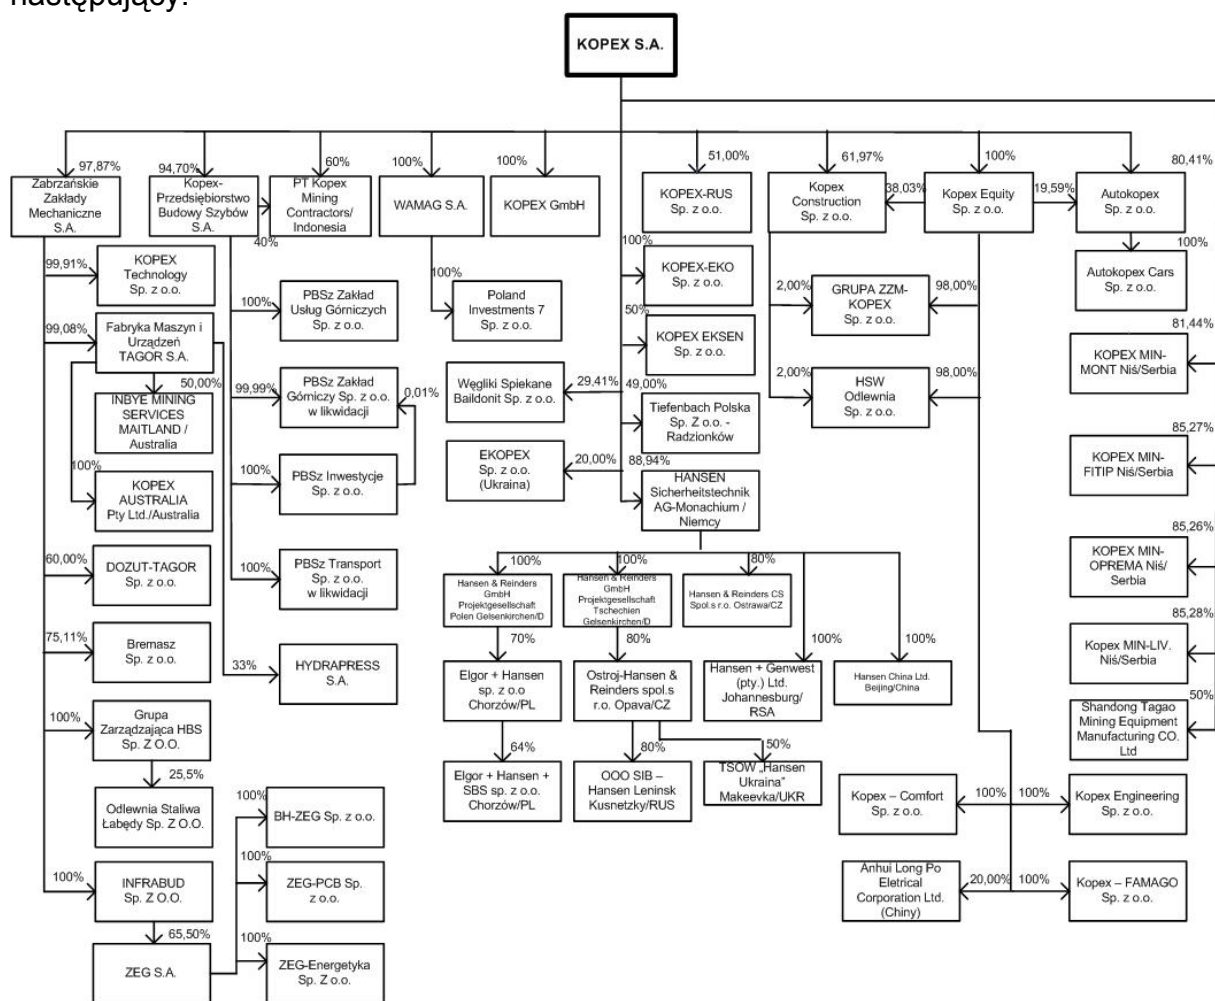 następujący:
KOPEX S.A.
97,87%
94,70%
60%
100%
100%
51,00%
61,97%
100%
80,41%
Zabrzańskie
Zakłady
Mechaniczne
S.A.
Kopex-
Przedsiębiorstwo
Budowy Szybów
S.A.
40%
PT Kopex
Mining
Contractors/
Indonesia
WAMAG S.A.
KOPEX GmbH
KOPEX-RUS
Sp. z o.o.
Kopex
Construction
Sp. z o.o.
38,03%
Kopex Equity
Sp. z o.o.
19,59%
Autokopex
Sp. z o.o.
100%
Autokopex Cars
Sp. z o.o.
99,91%
KOPEX
Technology
Sp. z o.o.
99,08%
Fabryka Maszyn i
Urządzeń
TAGOR S.A.
50,00%
INBYE MINING
SERVICES
MAITLAND /
Australia
100%
KOPEX
AUSTRALIA
Pty Ltd./Australia
60,00%
DOZUT-TAGOR
Sp. z o.o.
75,11%
Bremasz
Sp. z o.o.
33%
HYDRAPRESS
S.A.
100%
Grupa
Zarządzająca HBS
Sp. Z O.O.
25,5%
Odlewnia Staliwa
Łabędy Sp. Z O.O.
100%
INFRABUD
Sp. Z O.O.
65,50%
ZEG S.A.
100%
BH-ZEG Sp. z o.o.
100%
ZEG-PCB Sp.
z o.o.
100%
ZEG-Energetyka
Sp. Z o.o.
100%
PBSz Zakład
Usług Górniczych
Sp. z o.o.
99,99%
PBSz Zakład
Górniczy Sp. z o.o.
w likwidacji
0,01%
100%
PBSz Inwestycje
Sp. z o.o.
100%
PBSz Transport
Sp. z o.o.
w likwidacji
100%
Poland
Investments 7
Sp. z o.o.
100%
KOPEX-EKO
Sp. z o.o.
50%
KOPEX EKSEN
Sp. z o.o.
29,41%
Węgliki Spiekane
Baildonit Sp. z o.o.
49,00%
Tiefenbach Polska
Sp. Z o.o. -
Radzionków
20,00%
EKOPEX
Sp. z o.o.
(Ukraina)
88,94%
HANSEN
Sicherheitstechnik
AG-Monachium /
Niemcy
100%
Hansen & Reinders
GmbH
Projektgesellschaft
Polen Gelsenkirchen/D
100%
Hansen & Reinders
GmbH
Projektgesellschaft
Tschechien
Gelsenkirchen/D
80%
Hansen & Reinders CS
Spol.s r.o. Ostrawa/CZ
70%
Elgor + Hansen
sp. z o.o
Chorzów/PL
80%
Ostroj-Hansen &
Reinders spol.s
r.o. Opava/CZ
100%
Hansen + Genwest
(pty.) Ltd.
Johannesburg/
RSA
100%
Hansen China Ltd.
Beijing/China
64%
Elgor + Hansen +
SBS sp. z o.o.
Chorzów/PL
80%
OOO SIB –
Hansen Leninsk
Kusnetzky/RUS
50%
TSOW „Hansen
Ukraina”
Makeevka/UKR
2,00%
GRUPA ZZM-
KOPEX
Sp. z o.o.
98,00%
2,00%
HSW
Odlewnia
Sp. z o.o.
98,00%
81,44%
KOPEX MIN-
MONT Niś/Serbia
85,27%
KOPEX MIN-
FITIP Niś/Serbia
85,26%
KOPEX MIN-
OPREMA Niś/
Serbia
85,28%
Kopex MIN-LIV.
Niś/Serbia
50%
Shandong Tagao
Mining Equipment
Manufacturing CO.
Ltd
Kopex – Comfort
Sp. z o.o.
100%
100%
Kopex Engineering
Sp. z o.o.
Anhui Long Po
Eletrical
Corporation Ltd.
(Chiny)
20,00%
100%
Kopex – FAMAGO
Sp. z o.o.